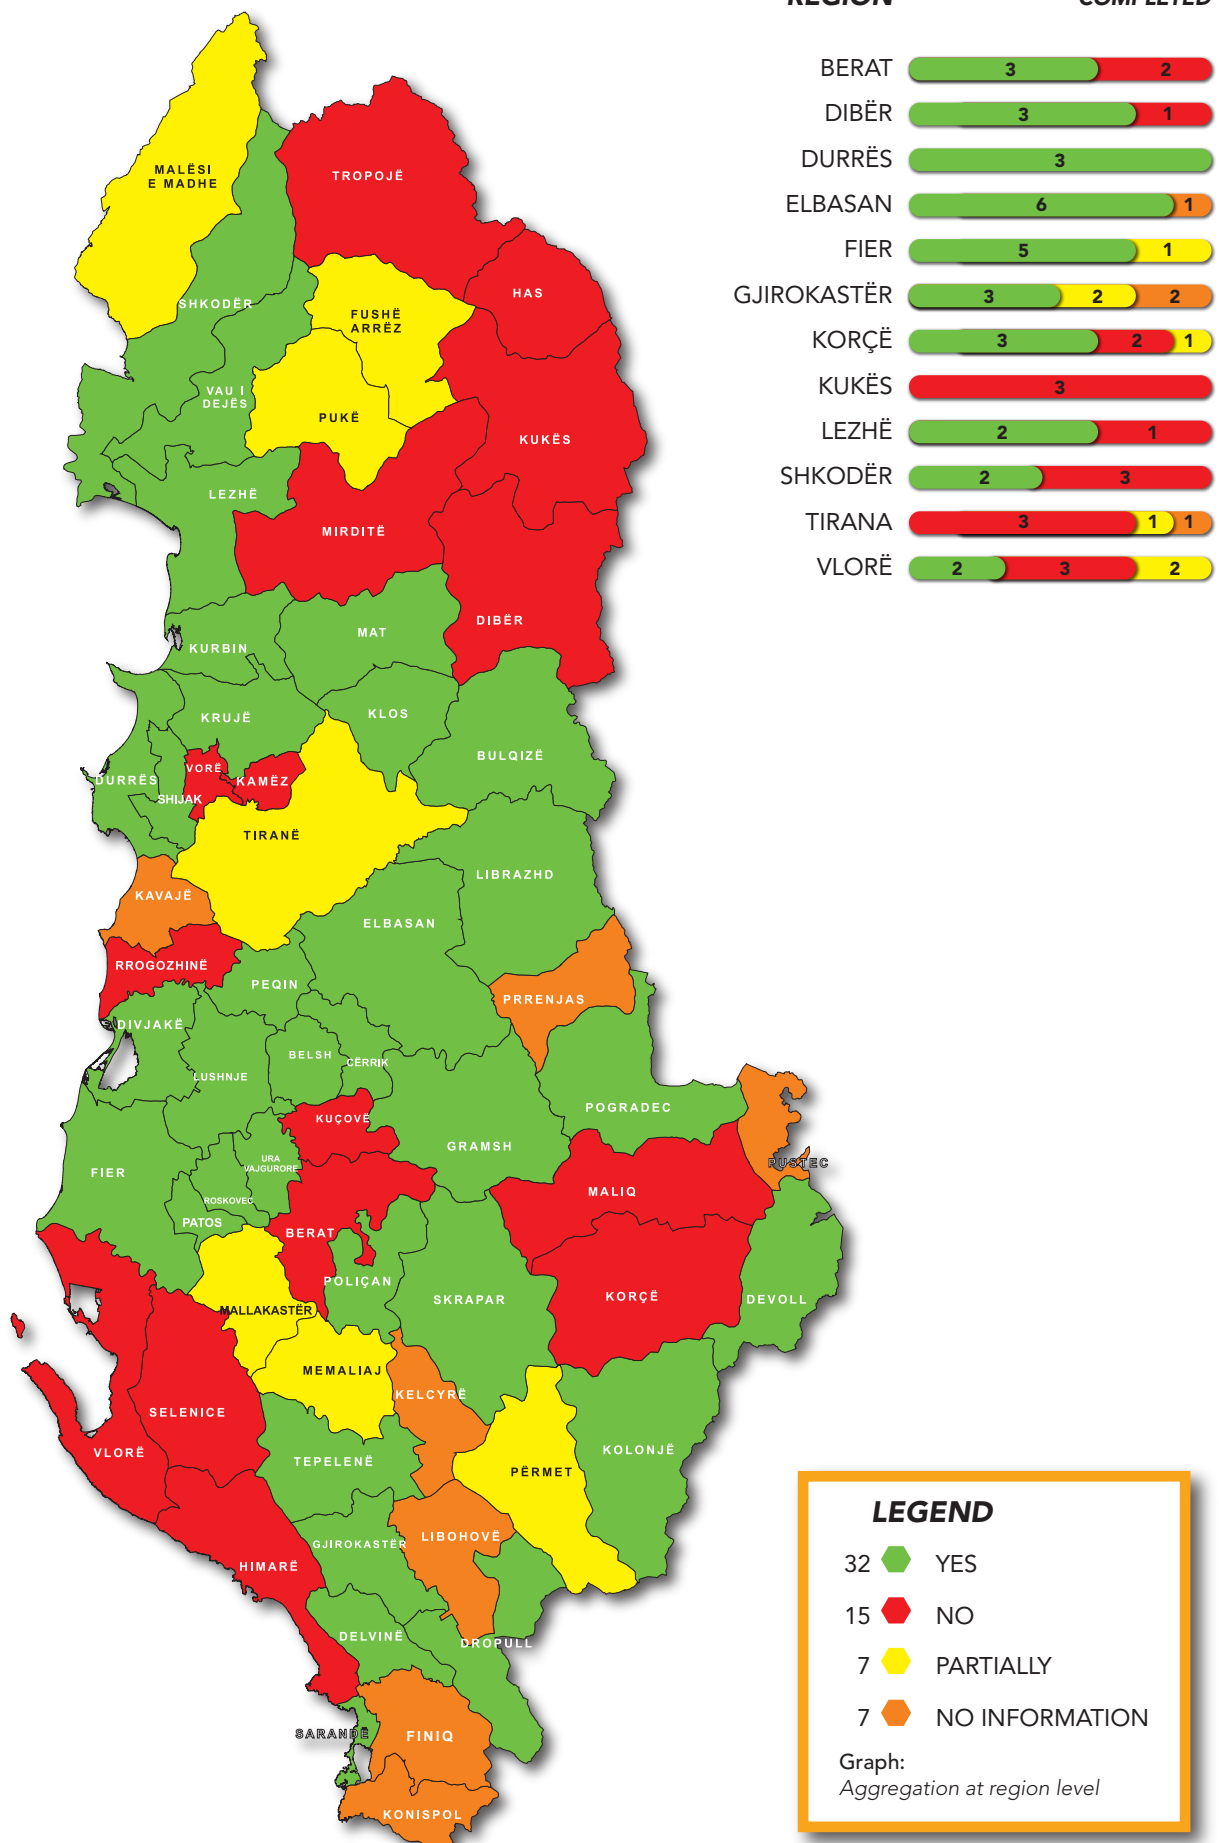 REGION COMPLETED
BERAT 3 2
DIBËR 3 1
DURRËS 3
ELBASAN 6 1
FIER 5 1
GJIROKASTËR 3 2 2
KORÇË 3 2 1
KUKËS 3
LEZHË 2 1
SHKODËR 2 3
TIRANA 3 1 1
VLORË 2 3 2
MALËSI
E MADHE
TROPOJË
HAS
SHKODËR
FUSHË
ARRËZ
VAU I
DEJËS
PUKË
KUKËS
LEZHË
MIRDITË
DIBËR
MAT
KURBIN
KLOS
KRUJË
BULQIZË
VORË
KAMËZ
DURRËS
SHIJAK
TIRANË
LIBRAZHD
KAVAJË
ELBASAN
RROGOZHINË
PEQIN
PRRENJAS
DIVJAKË
BELSH
CËRRIK
LUSHNJE
POGRADEC
KUÇOVË
GRAMSH
URA
VAJGURORE
FIER
RUSTEC
MALIQ
ROSKOVEC
PATOS
BERAT
POLIÇAN
SKRAPAR
KORÇË
DEVOLL
MALLAKASTËR
MEMALIAJ
KELCYRË
SELENICE
VLORË
KOLONJË
TEPELENË
PËRMET
GJIROKASTËR
LIBOHOVË
HIMARË
DELVINË
DROPULL
SARANDË
FINIQ
KONISPOL
LEGEND
32 YES
15 NO
7 PARTIALLY
7 NO INFORMATION
Graph:
Aggregation at region level